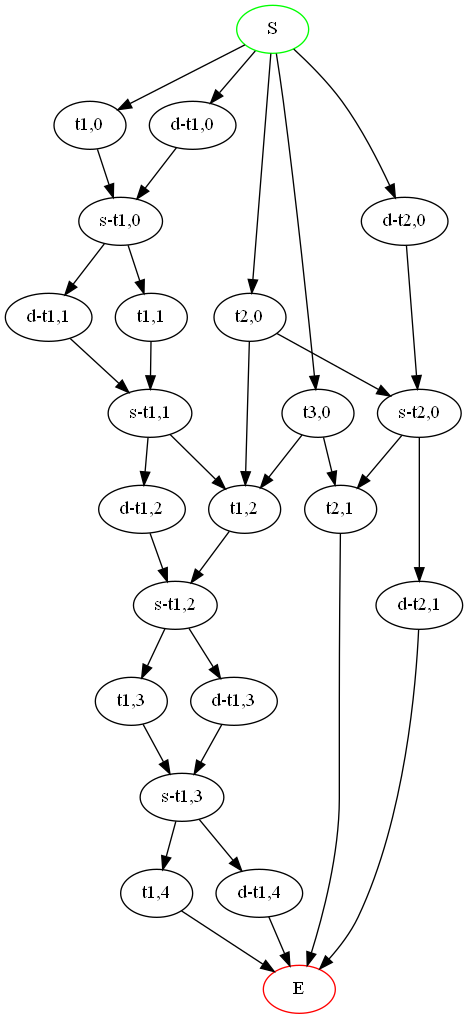 S
t1,0
d-t1,0
s-t1,0
d-t2,0
d-t1,1
t1,1
t2,0
s-t1,1
t3,0
s-t2,0
d-t1,2
t1,2
t2,1
s-t1,2
d-t2,1
t1,3
d-t1,3
s-t1,3
t1,4
d-t1,4
E